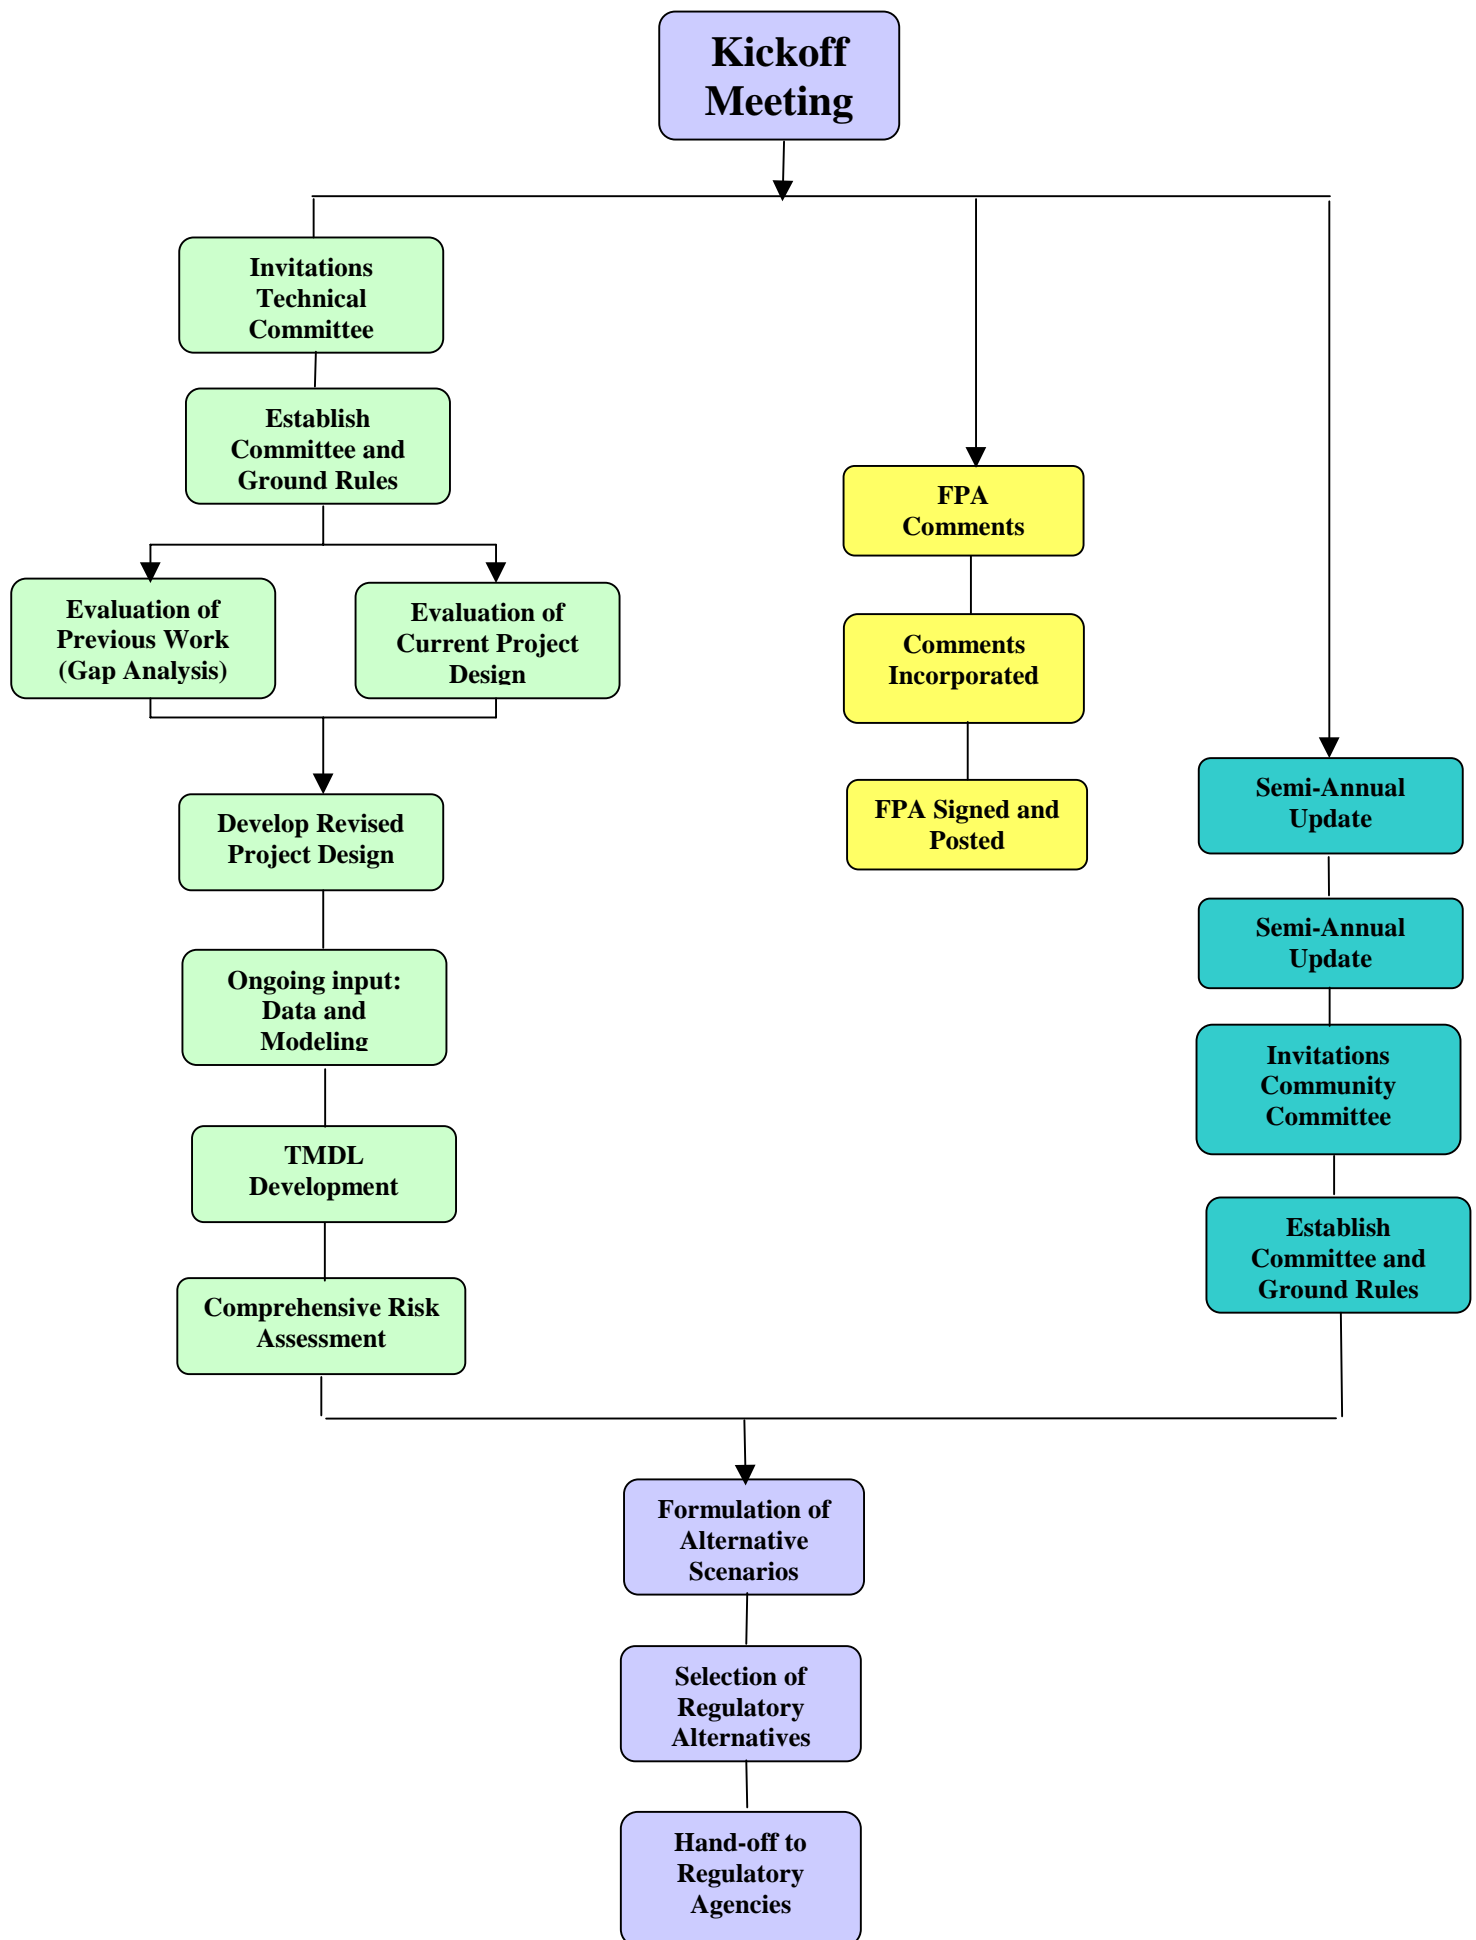 Kickoff
Meeting
Invitations
Technical
Committee
Establish
Committee and
Ground Rules
Evaluation of
Previous Work
(Gap Analysis)
Evaluation of
Current Project
Design
Develop Revised
Project Design
Ongoing input:
Data and
Modeling
TMDL
Development
Comprehensive Risk
Assessment
FPA
Comments
Comments
Incorporated
FPA Signed and
Posted
Semi-Annual
Update
Semi-Annual
Update
Invitations
Community
Committee
Establish
Committee and
Ground Rules
Formulation of
Alternative
Scenarios
Selection of
Regulatory
Alternatives
Hand-off to
Regulatory
Agencies